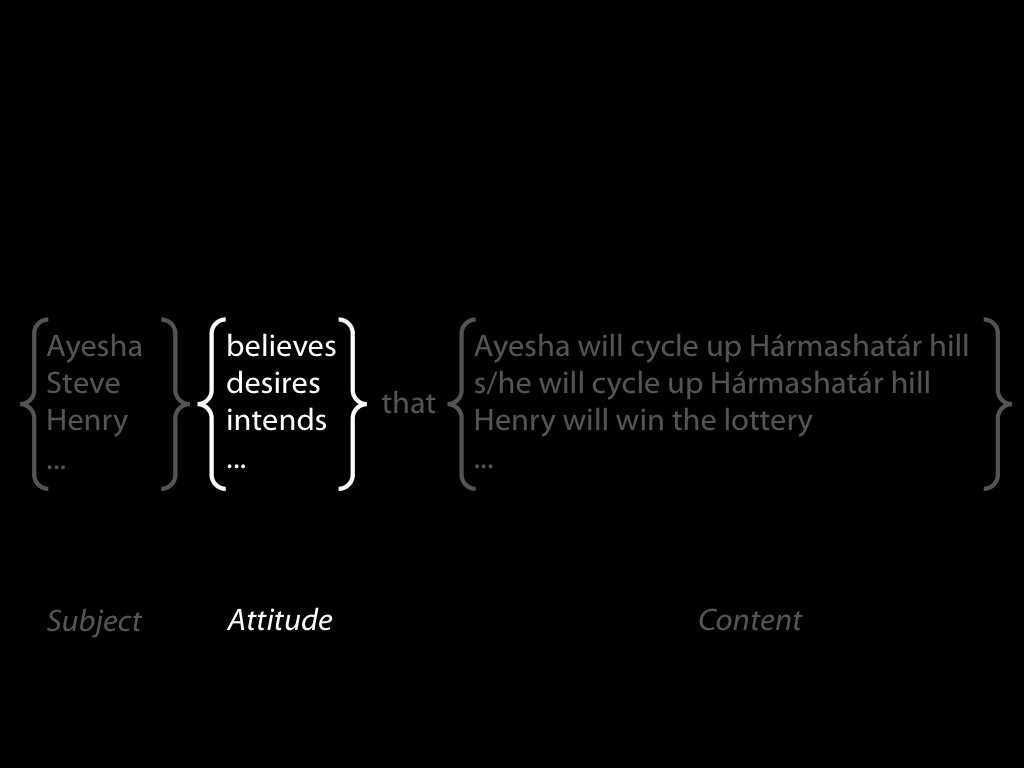 Ayesha
Steve
Henry
...
believes
desires
intends
...
that
Ayesha will cycle up Hármashatár hill
s/he will cycle up Hármashatár hill
Henry will win the lottery
...
Subject
Attitude
Content